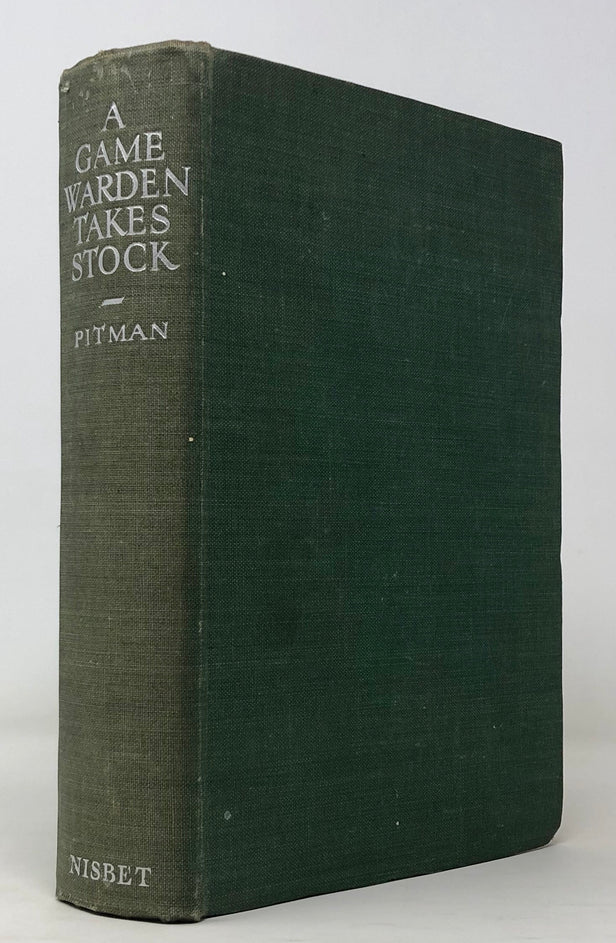 A
GAME
WARDEN
TAKES
STOCK
–
PITMAN
NISBET